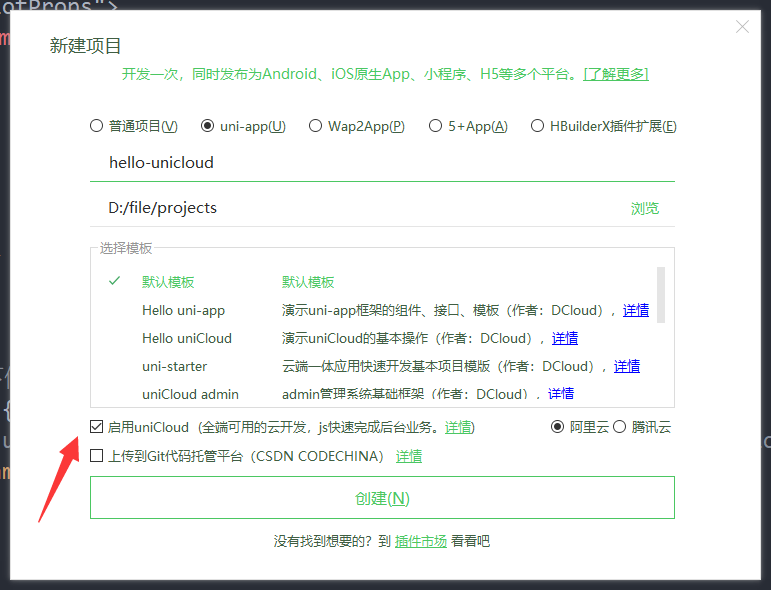 otProps">
新建项目
开发一次，同时发布为Android、iOS原生App、小程序、H5等多个平台。[了解更多]
普通项目(V) uni-app(U) Wap2App(P) 5+App(A) HBuilderX插件扩展(E)
hello-unicloud
D:/file/projects 浏览
选择模板
默认模板 默认模板
Hello uni-app 演示uni-app框架的组件、接口、模板（作者：DCloud），详情
Hello uniCloud 演示uniCloud的基本操作（作者：DCloud），详情
uni-starter 云端一体应用快速开发基本项目模版（作者：DCloud），详情
uniCloud admin admin管理系统基础框架（作者：DCloud），详情
启用uniCloud（全端可用的云开发，js快速完成后台业务。详情） 阿里云 腾讯云
上传到Git代码托管平台（CSDN CODECHINA） 详情
创建(N)
没有找到想要的？到 插件市场 看看吧